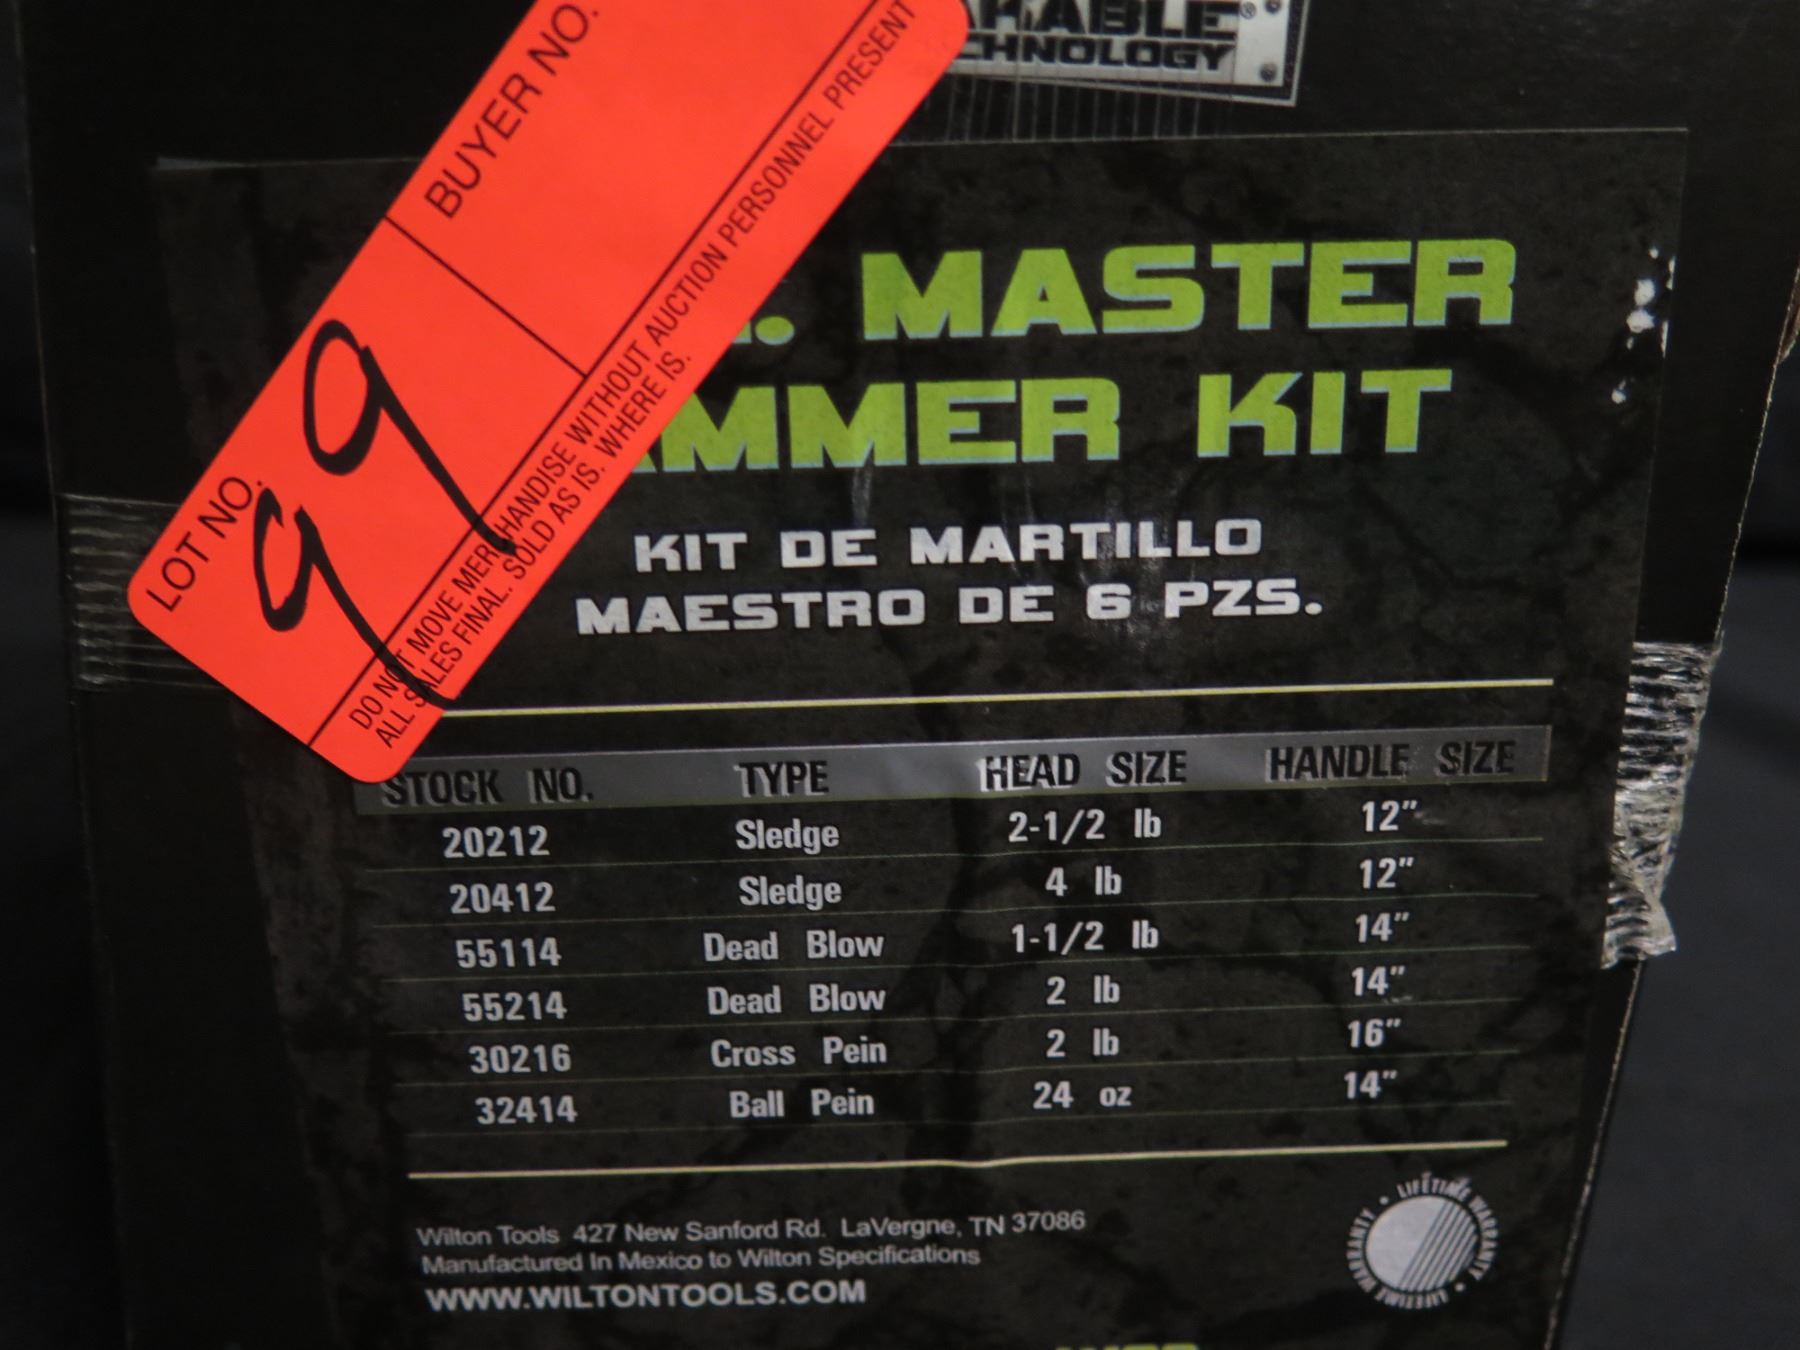 TECHNOLOGY
BUYER NO.
LOT NO.
99
DO NOT MOVE MERCHANDISE WITHOUT AUCTION PERSONNEL PRESENT
ALL SALES FINAL. SOLD AS IS. WHERE IS.
MASTER
HAMMER KIT
KIT DE MARTILLO
MAESTRO DE 6 PZS.
STOCK NO. TYPE HEAD SIZE HANDLE SIZE
20212 Sledge 2-1/2 lb 12"
20412 Sledge 4 lb 12"
55114 Dead Blow 1-1/2 lb 14"
55214 Dead Blow 2 lb 14"
30216 Cross Pein 2 lb 16"
32414 Ball Pein 24 oz 14"
Wilton Tools 427 New Sanford Rd. LaVergne, TN 37086
Manufactured In Mexico to Wilton Specifications
WWW.WILTONTOOLS.COM
LIFETIME WARRANTY • LIFETIME WARRANTY •